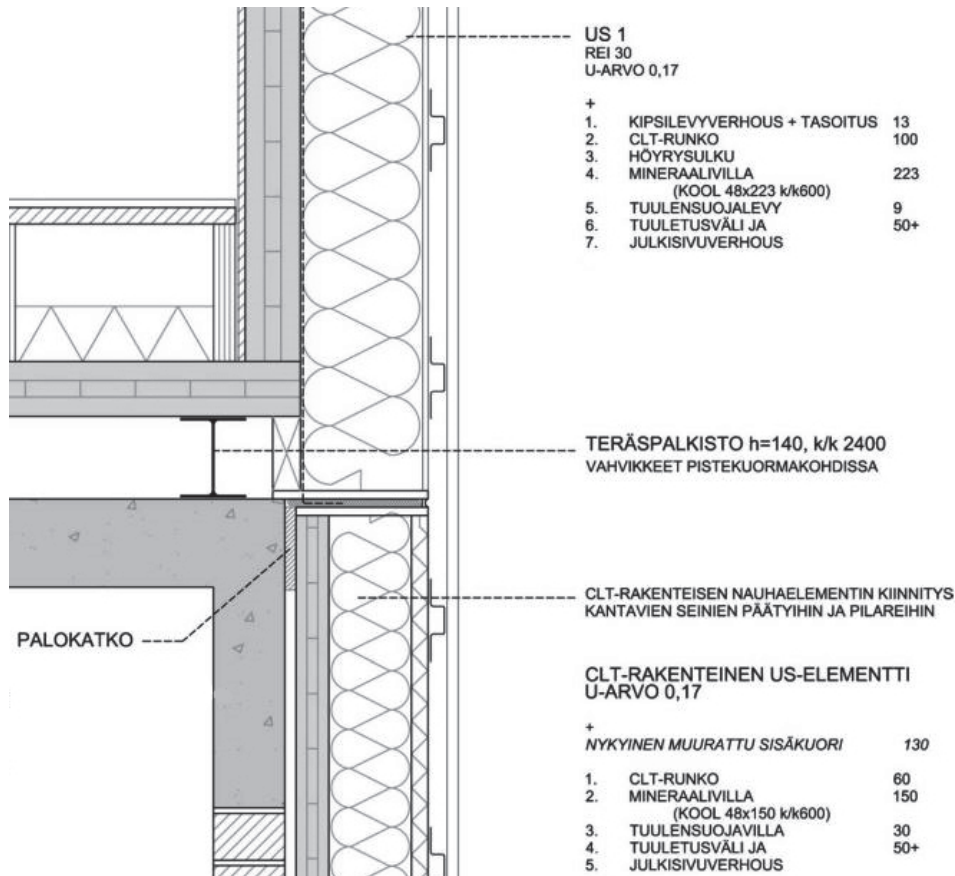 US 1
REI 30
U-ARVO 0,17
+
1. KIPSILEVYVERHOUS + TASOITUS 13
2. CLT-RUNKO 100
3. HÖYRYSULKU
4. MINERAALIVILLA 223
(KOOL 48x223 k/k600)
5. TUULENSUOJALEVY 9
6. TUULETUSVÄLI JA 50+
7. JULKISIVUVERHOUS
TERÄSPALKISTO h=140, k/k 2400
VAHVIKKEET PISTEKUORMAKOHDISSA
CLT-RAKENTEISEN NAUHAELEMENTIN KIINNITYS
KANTAVIEN SEINIEN PÄÄTYIHIN JA PILAREIHIN
PALOKATKO
CLT-RAKENTEINEN US-ELEMENTTI
U-ARVO 0,17
+
NYKYINEN MUURATTU SISÄKUORI 130
1. CLT-RUNKO 60
2. MINERAALIVILLA 150
(KOOL 48x150 k/k600)
3. TUULENSUOJAVILLA 30
4. TUULETUSVÄLI JA 50+
5. JULKISIVUVERHOUS